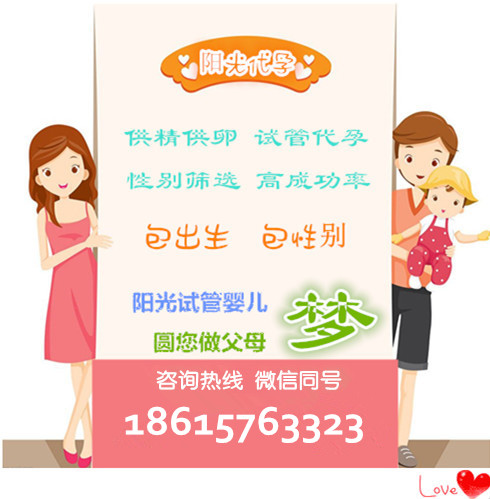 阳光代孕
供精供卵 试管代孕
性别筛选 高成功率
包出生 包性别
阳光试管婴儿
圆您做父母
梦
咨询热线 微信同号
18615763323
Love